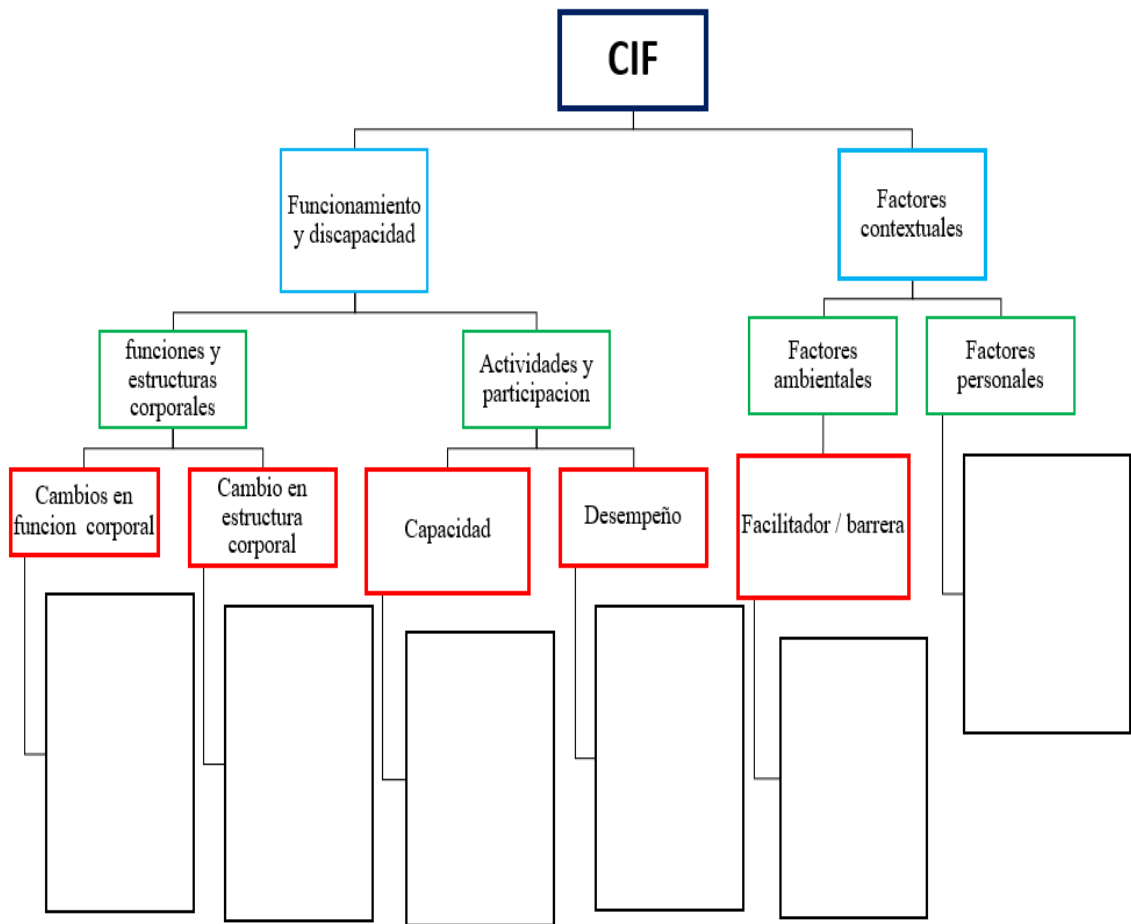 CIF
Funcionamiento
y discapacidad
Factores
contextuales
funciones y
estructuras
corporales
Actividades y
participacion
Factores
ambientales
Factores
personales
Cambios en
funcion corporal
Cambio en
estructura
corporal
Capacidad
Desempeño
Facilitador / barrera